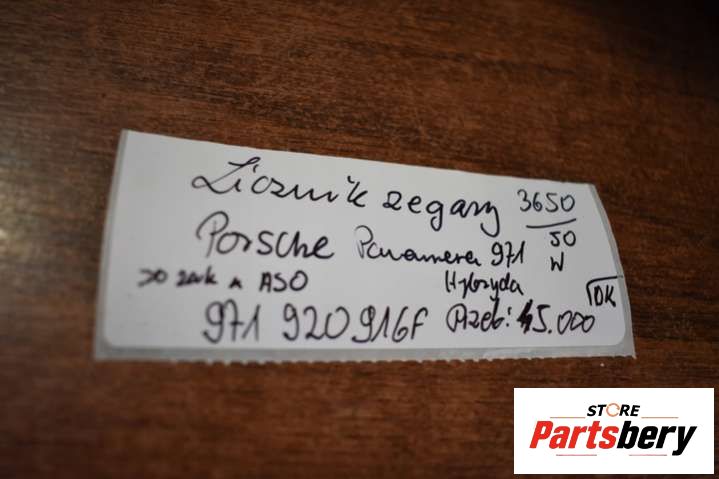 Licznik zegary 3650
Porsche Panamera 971 50
W
ASO Hybryda
OK
971 920 916F Przeb: 45.000
STORE
Partsbery